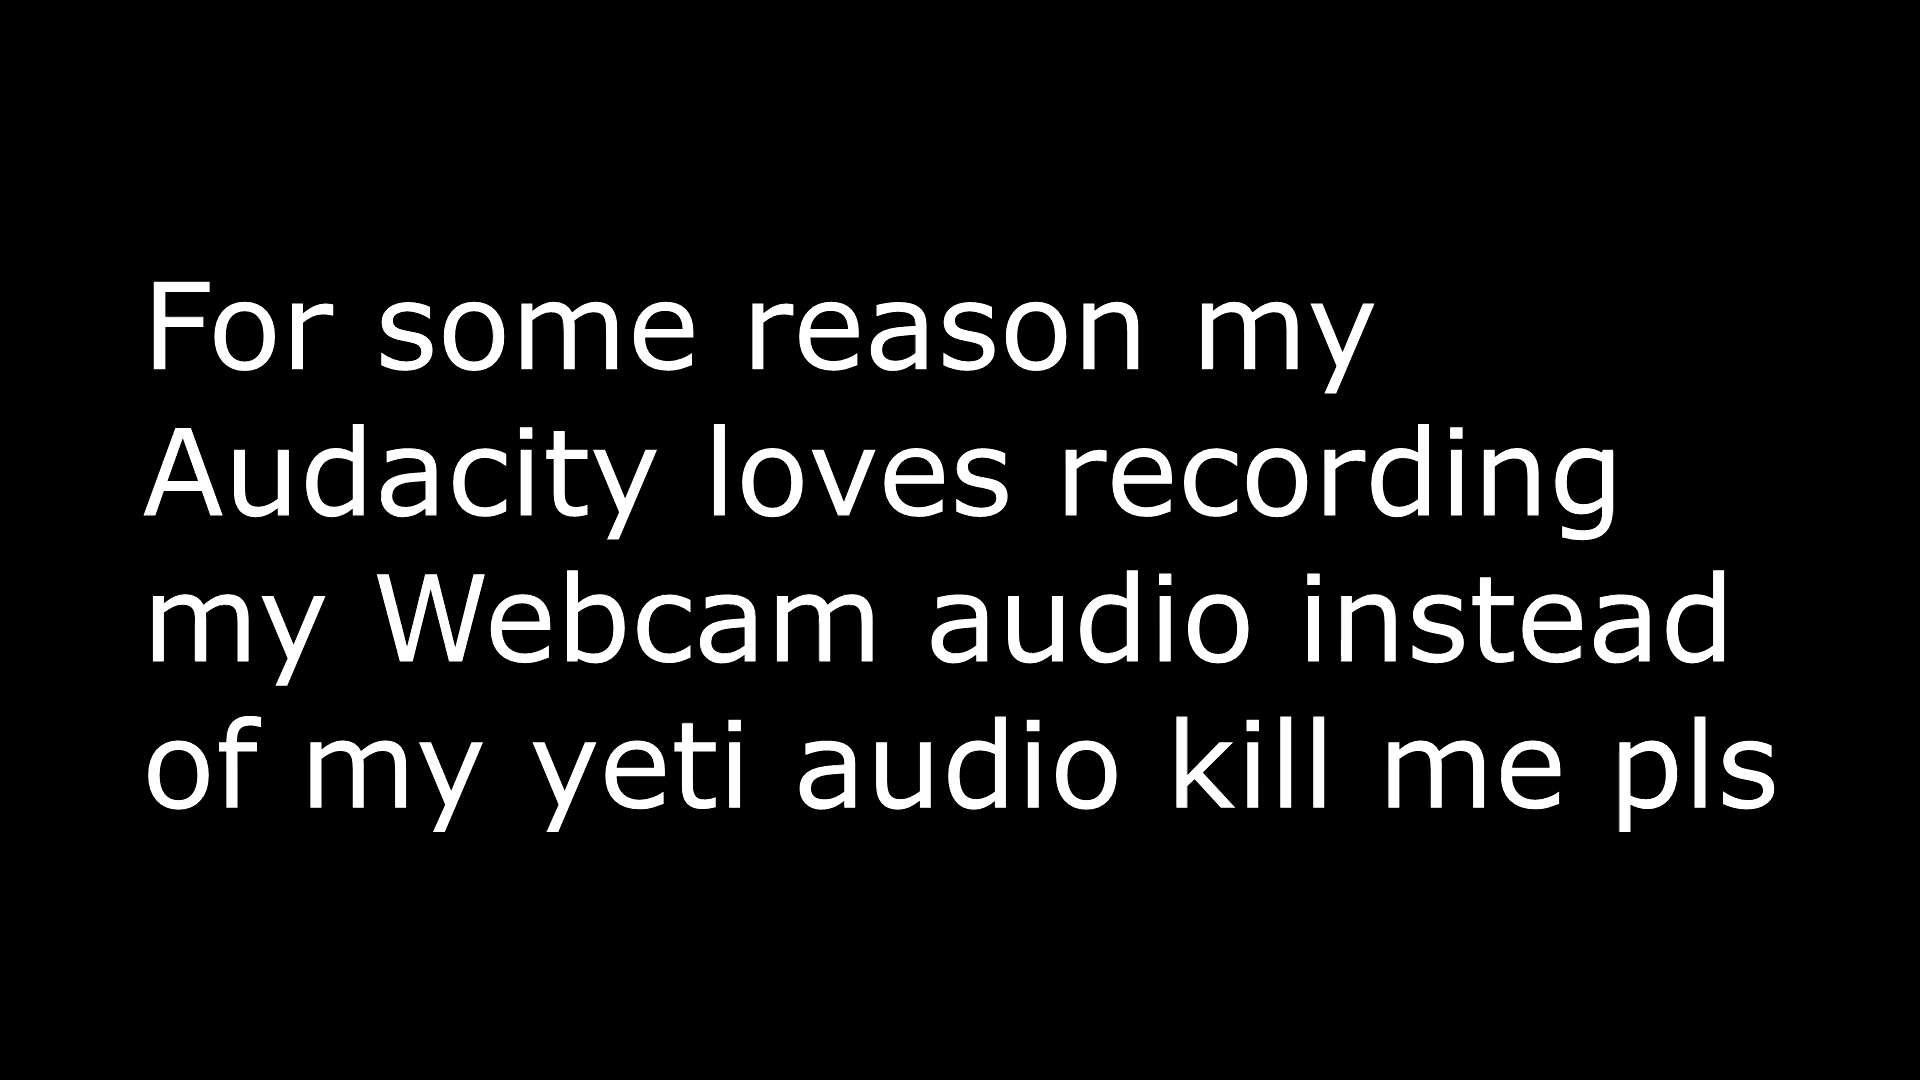 For some reason my
Audacity loves recording
my Webcam audio instead
of my yeti audio kill me pls